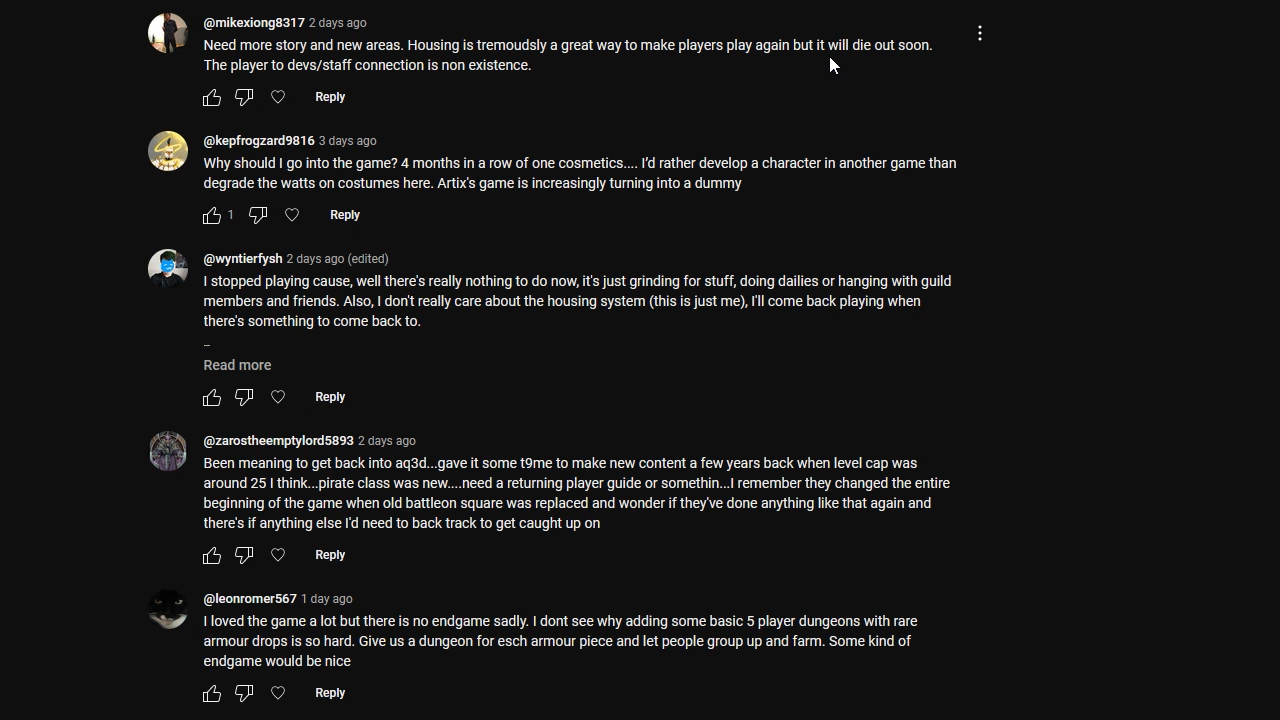 @mikexiong8317 2 days ago
Need more story and new areas. Housing is tremoudsly a great way to make players play again but it will die out soon.
The player to devs/staff connection is non existence.
Reply
@kepfrogzard9816 3 days ago
Why should I go into the game? 4 months in a row of one cosmetics.... I'd rather develop a character in another game than
degrade the watts on costumes here. Artix's game is increasingly turning into a dummy
1 Reply
@wyntierfysh 2 days ago (edited)
I stopped playing cause, well there's really nothing to do now, it's just grinding for stuff, doing dailies or hanging with guild
members and friends. Also, I don't really care about the housing system (this is just me), I'll come back playing when
there's something to come back to.
_
Read more
Reply
@zarostheemptylord5893 2 days ago
Been meaning to get back into aq3d...gave it some t9me to make new content a few years back when level cap was
around 25 I think...pirate class was new....need a returning player guide or somethin...I remember they changed the entire
beginning of the game when old battleon square was replaced and wonder if they've done anything like that again and
there's if anything else I'd need to back track to get caught up on
Reply
@leonromer567 1 day ago
I loved the game a lot but there is no endgame sadly. I dont see why adding some basic 5 player dungeons with rare
armour drops is so hard. Give us a dungeon for esch armour piece and let people group up and farm. Some kind of
endgame would be nice
Reply